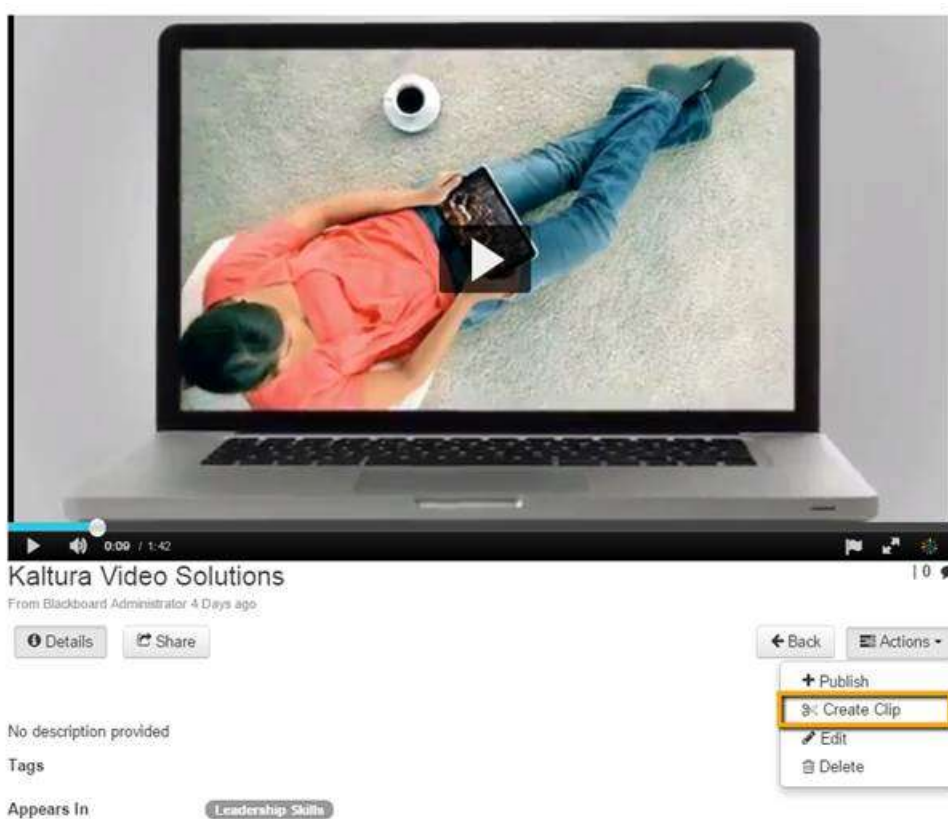 0:09 / 1:42
Kaltura Video Solutions
| 0
From Blackboard Administrator 4 Days ago
Details
Share
Back
Actions
Publish
Create Clip
Edit
Delete
No description provided
Tags
Appears In
Leadership Skills